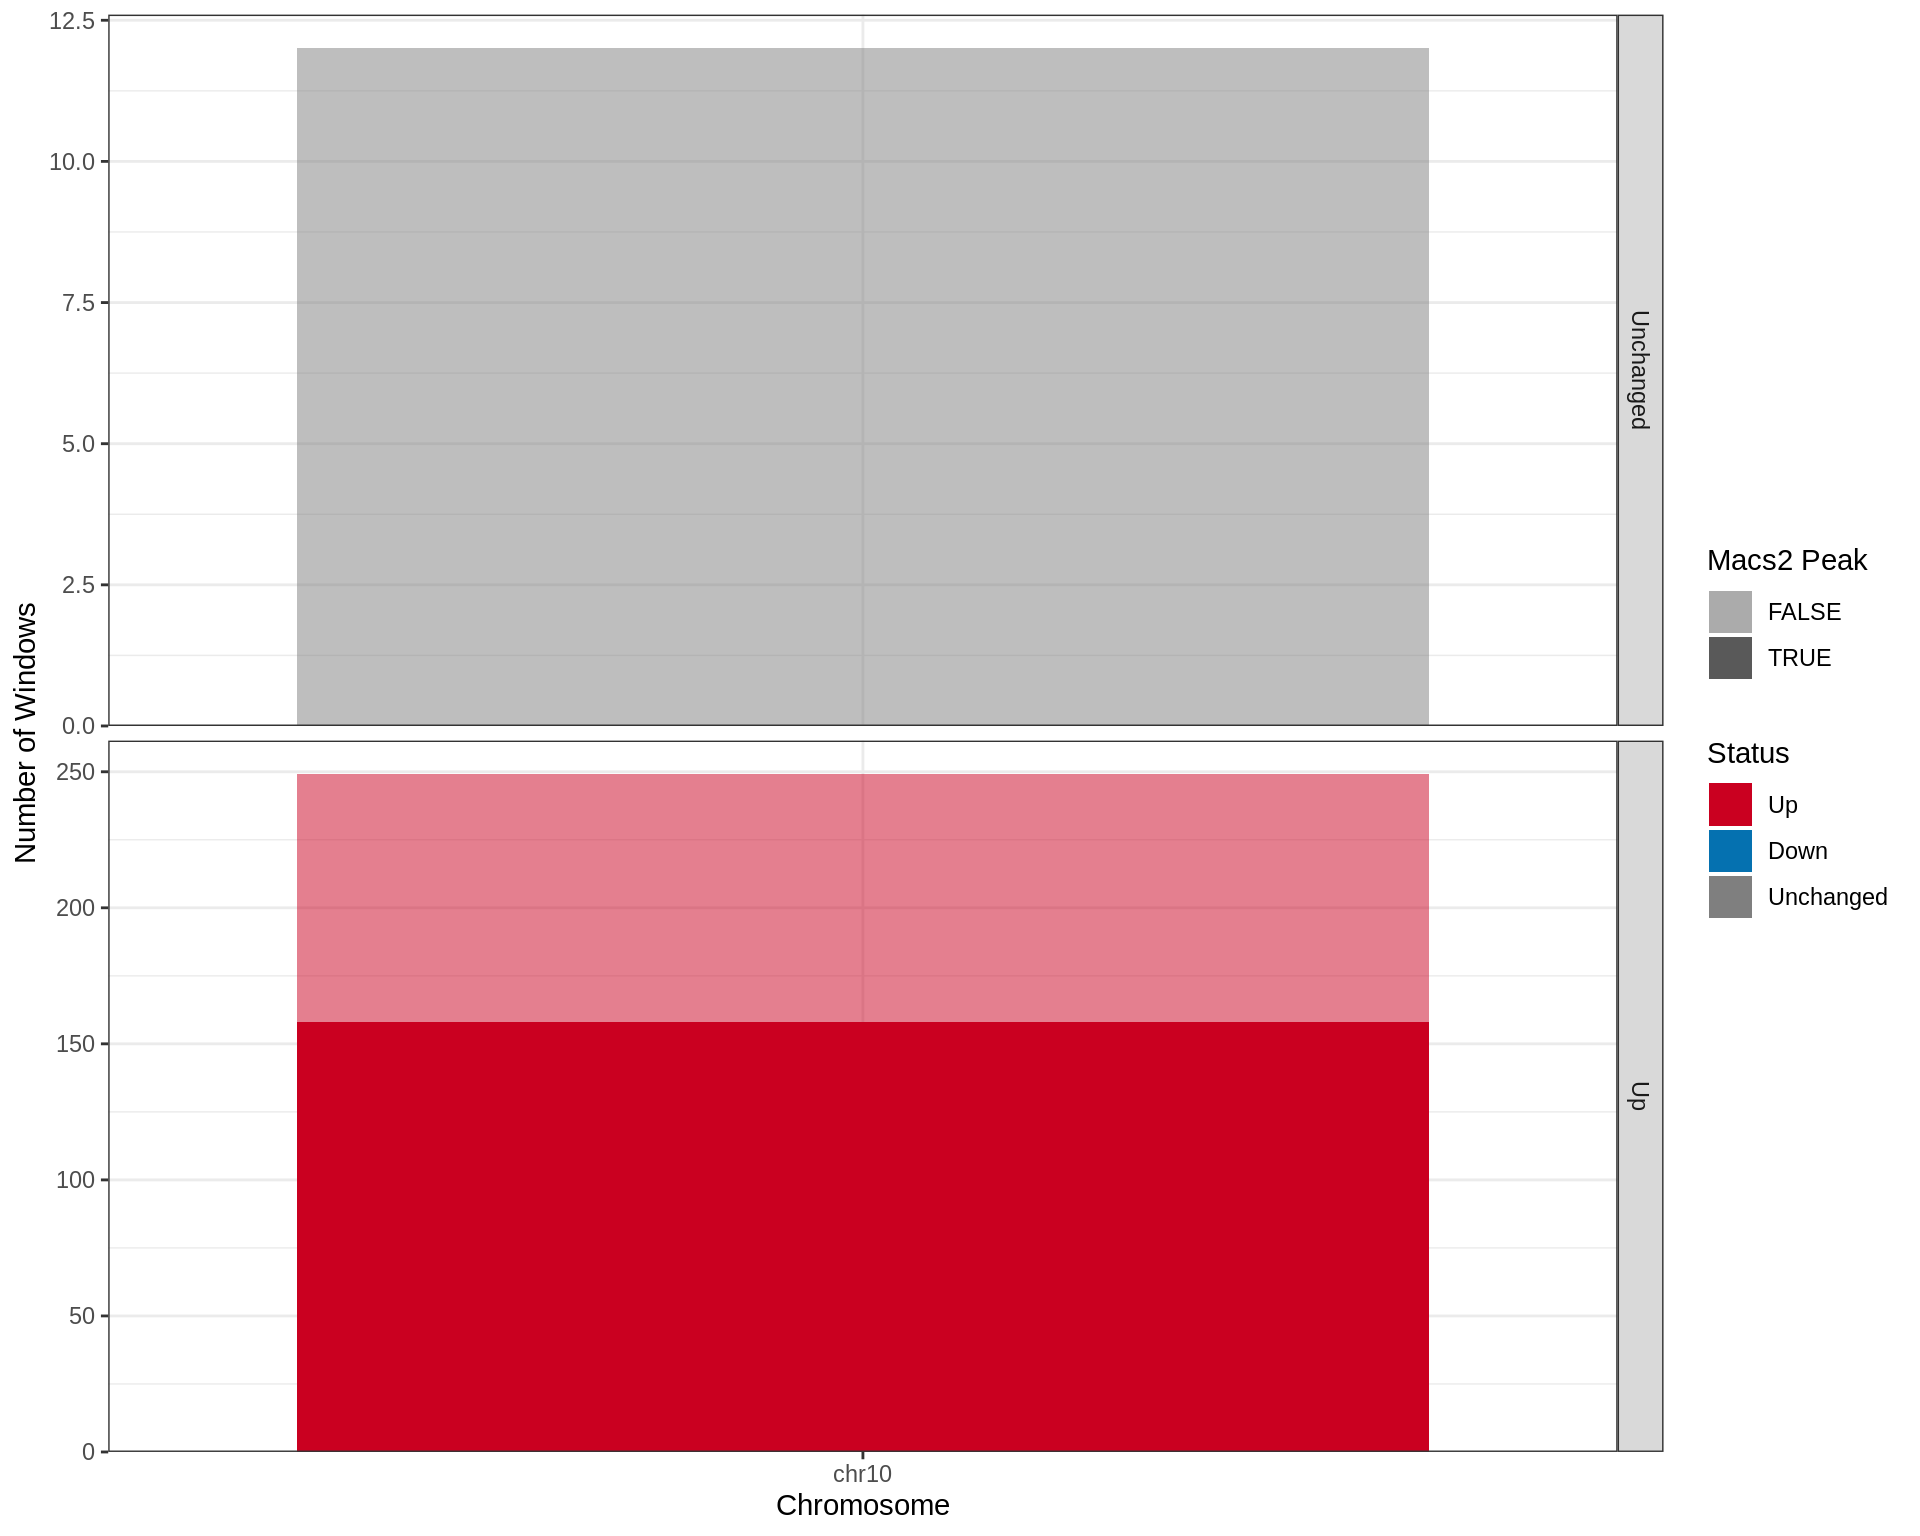 Number of Windows
12.5
10.0
7.5
5.0
2.5
0.0
Unchanged
250
200
150
100
50
0
Up
chr10
Chromosome
Macs2 Peak
FALSE
TRUE
Status
Up
Down
Unchanged